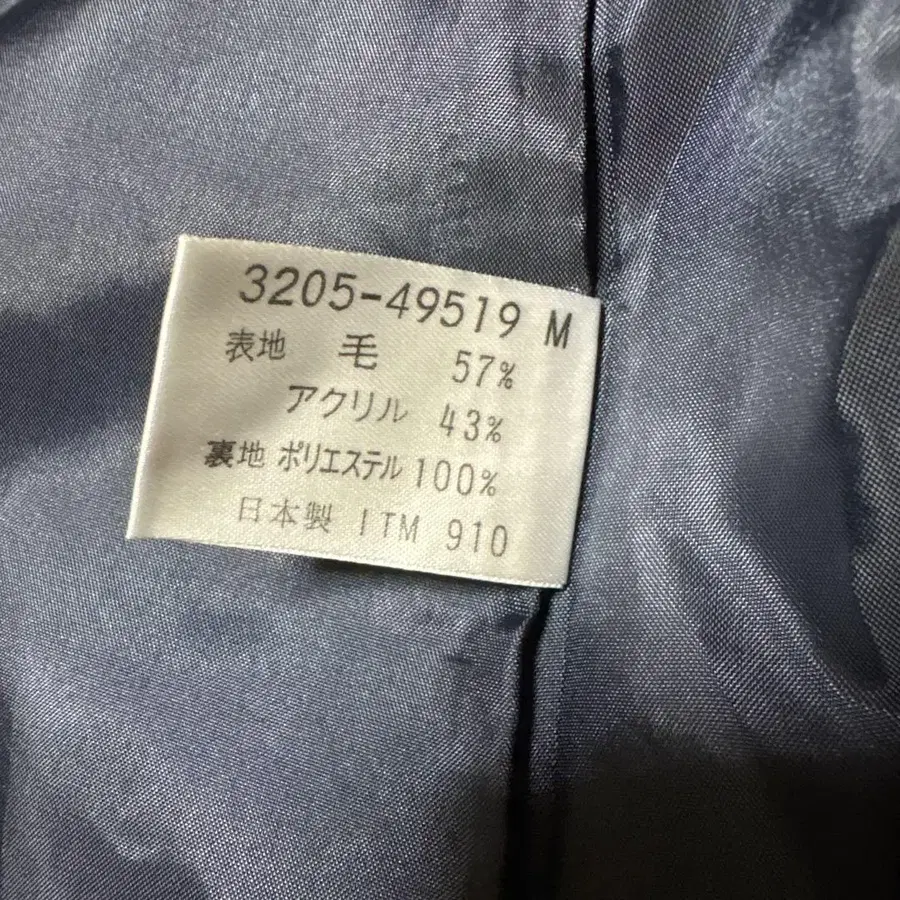 3205-49519 M
表地 毛 57%
アクリル 43%
裏地 ポリエステル 100%
日本製 ITM 910